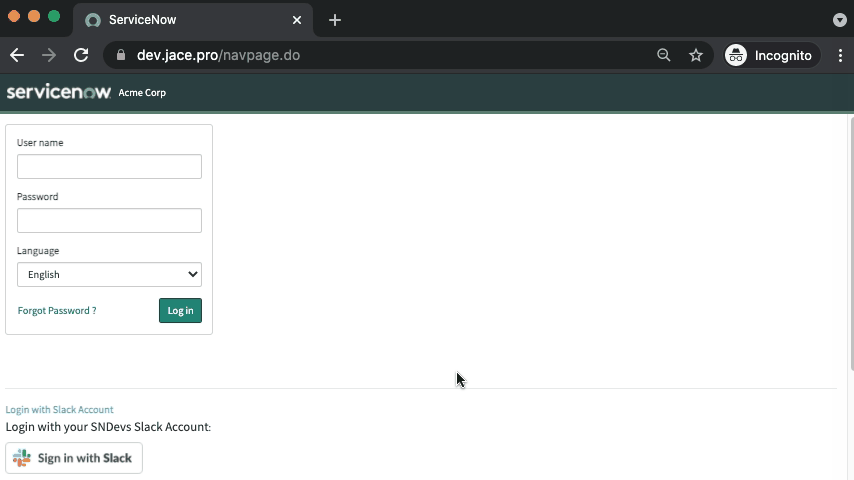 ServiceNow
dev.jace.pro/navpage.do
Incognito
servicenow Acme Corp
User name
Password
Language
English
Forgot Password ?
Log in
Login with Slack Account
Login with your SNDevs Slack Account:
Sign in with Slack